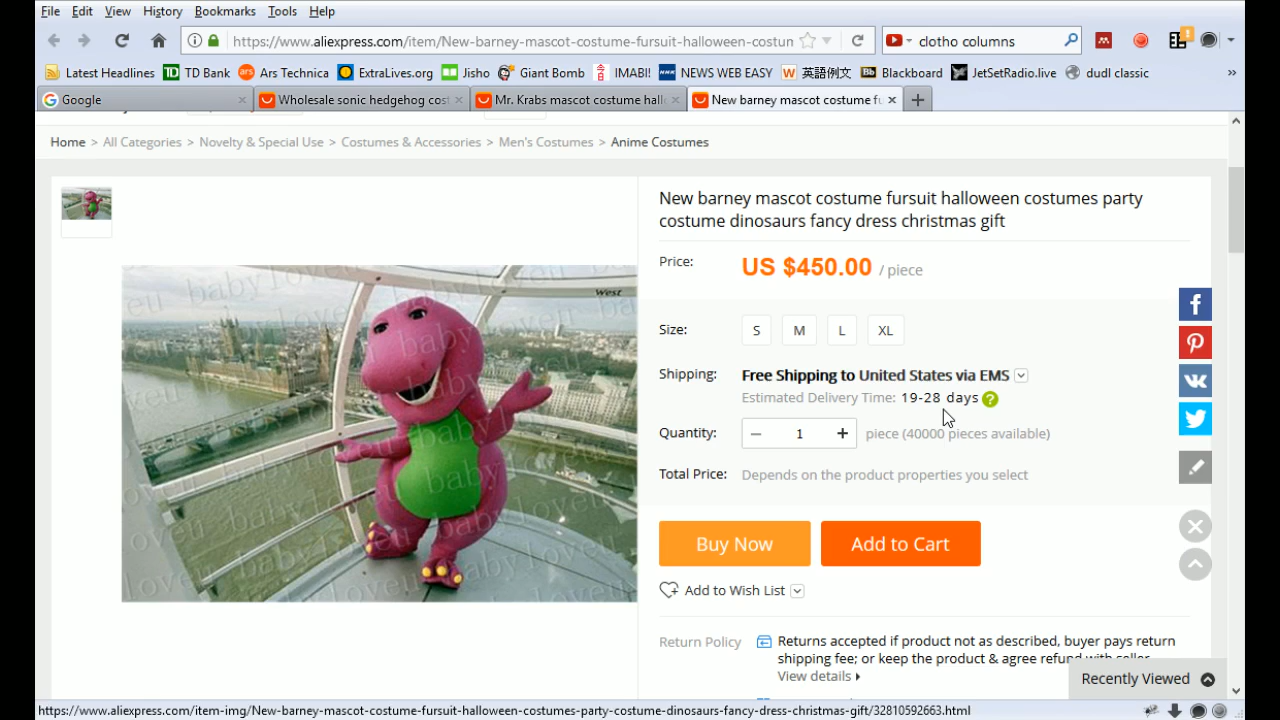 File Edit View History Bookmarks Tools Help
https://www.aliexpress.com/item/New-barney-mascot-costume-fursuit-halloween-costun
clotho columns
1
Latest Headlines TD Bank Ars Technica ExtraLives.org Jisho Giant Bomb IMABI! NEWS WEB EASY 英語例文 Blackboard JetSetRadio.live dudl classic
Google
Wholesale sonic hedgehog cos
Mr. Krabs mascot costume hall
New barney mascot costume fu
Home > All Categories > Novelty & Special Use > Costumes & Accessories > Men's Costumes > Anime Costumes
New barney mascot costume fursuit halloween costumes party
costume dinosaurs fancy dress christmas gift
Price: US $450.00 / piece
West
babyloveu
Size: S M L XL
Shipping: Free Shipping to United States via EMS
Estimated Delivery Time: 19-28 days ?
Quantity: 1 piece (40000 pieces available)
Total Price: Depends on the product properties you select
Buy Now Add to Cart
Add to Wish List
Return Policy Returns accepted if product not as described, buyer pays return
shipping fee; or keep the product & agree refund with seller.
View details
Recently Viewed
https://www.aliexpress.com/item-img/New-barney-mascot-costume-fursuit-halloween-costumes-party-costume-dinosaurs-fancy-dress-christmas-gift/32810592663.html